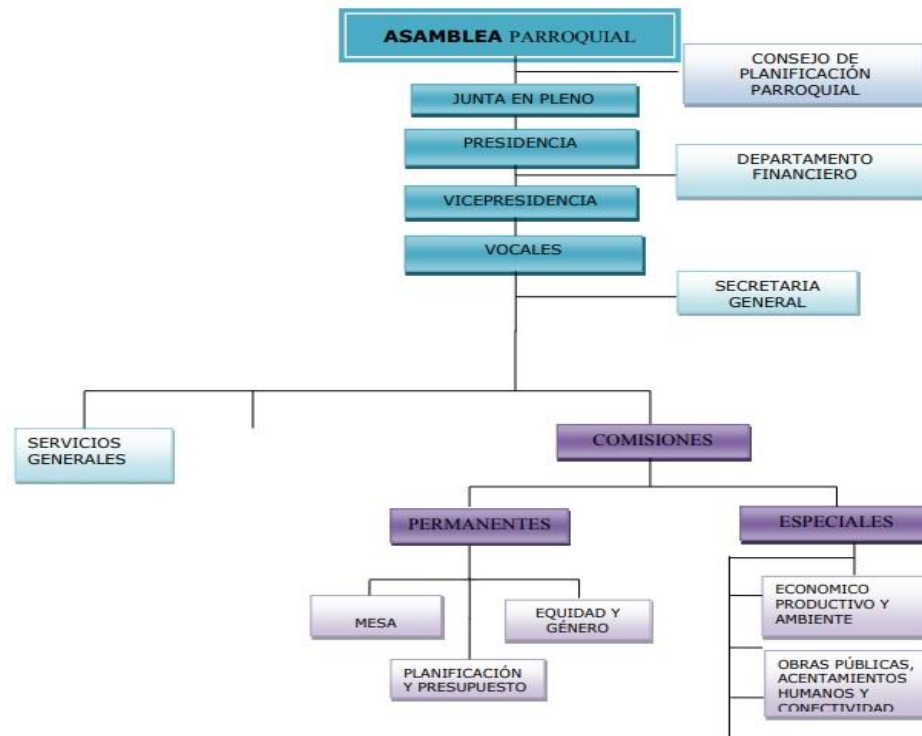 ASAMBLEA PARROQUIAL
CONSEJO DE
PLANIFICACIÓN
PARROQUIAL
JUNTA EN PLENO
PRESIDENCIA
DEPARTAMENTO
FINANCIERO
VICEPRESIDENCIA
VOCALES
SECRETARIA
GENERAL
SERVICIOS
GENERALES
COMISIONES
PERMANENTES
ESPECIALES
MESA
EQUIDAD Y
GÉNERO
PLANIFICACIÓN
Y PRESUPUESTO
ECONOMICO
PRODUCTIVO Y
AMBIENTE
OBRAS PÚBLICAS,
ACENTAMIENTOS
HUMANOS Y
CONECTIVIDAD